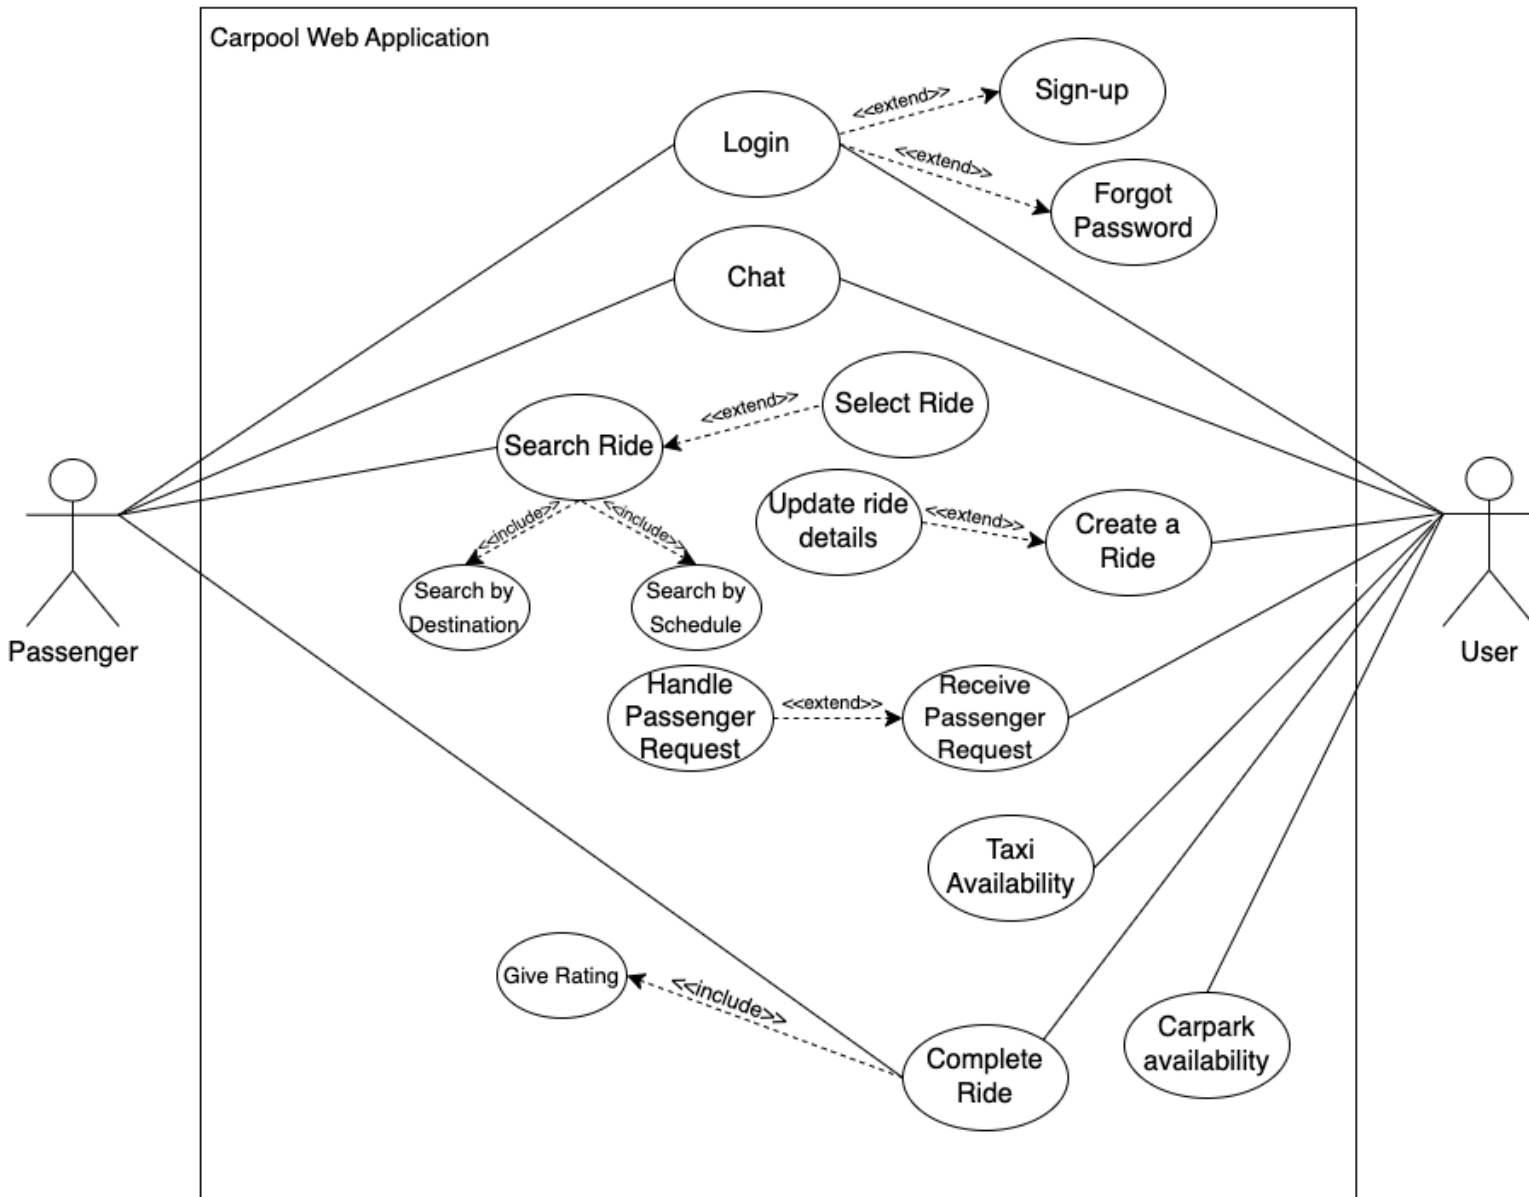 Carpool Web Application
Sign-up
<<extend>>
Login
<<extend>>
Forgot
Password
Chat
Select Ride
<<extend>>
Search Ride
Update ride
details
<<extend>>
Create a
Ride
<<include>>
<<include>>
Search by
Destination
Search by
Schedule
Passenger
User
Handle
Passenger
Request
<<extend>>
Receive
Passenger
Request
Taxi
Availability
Give Rating
<<include>>
Complete
Ride
Carpark
availability